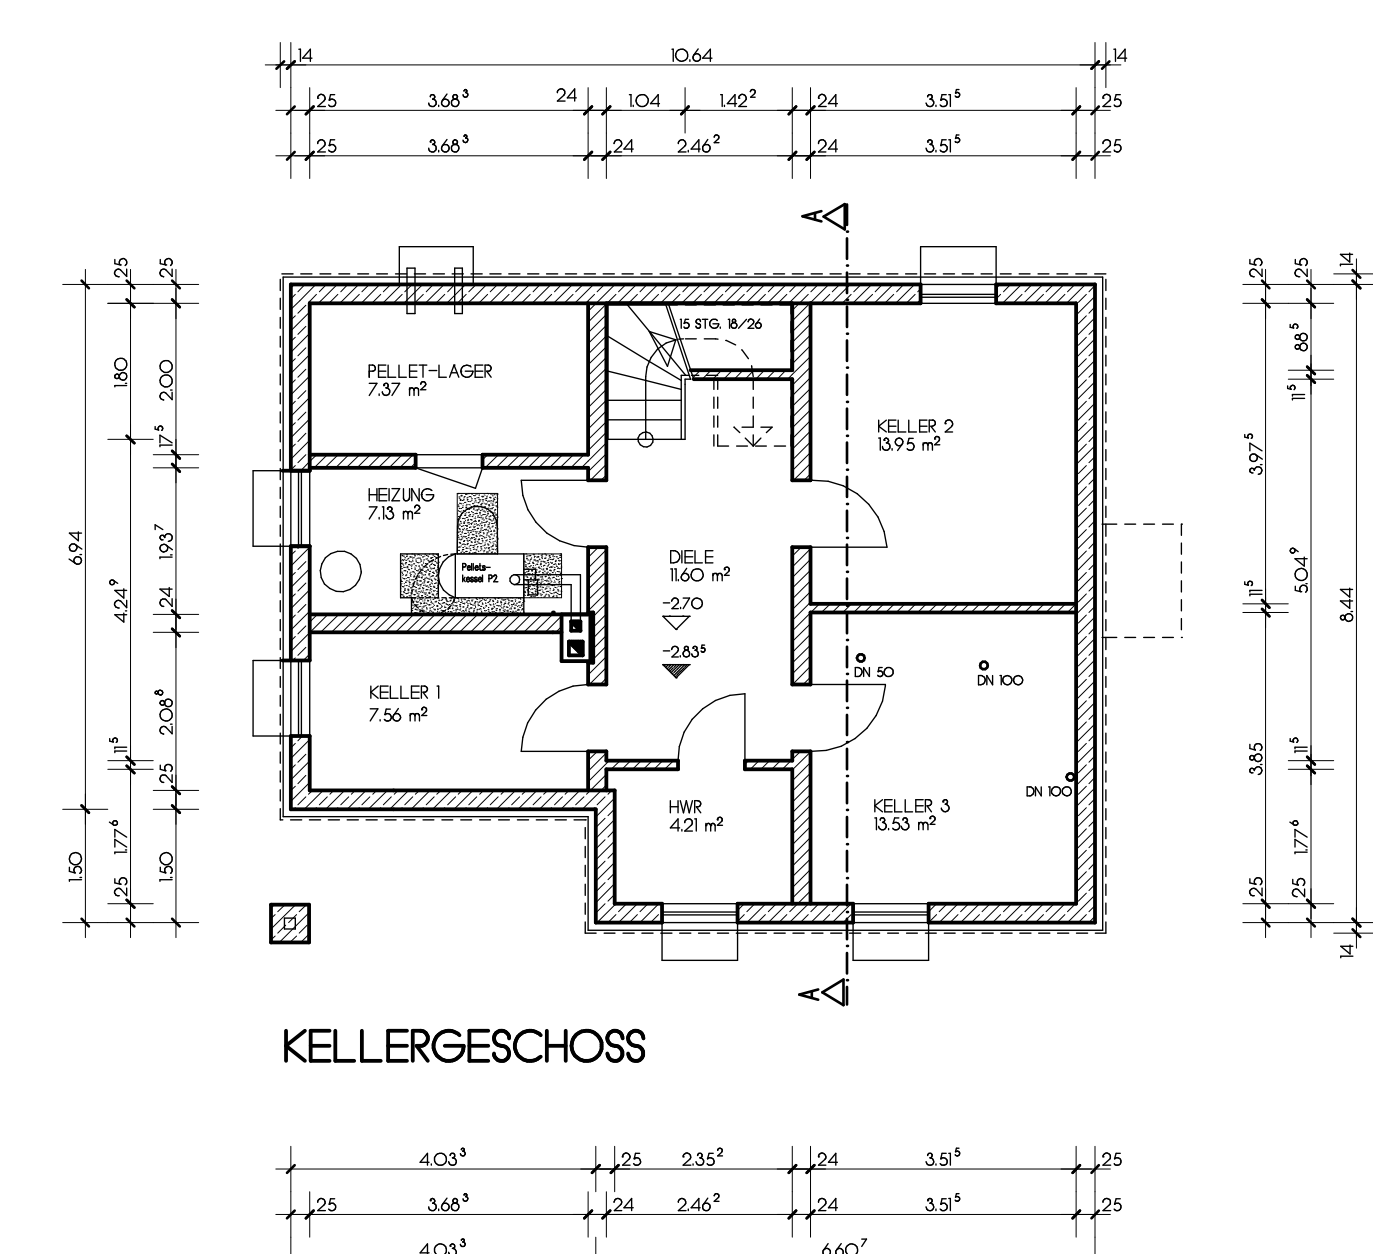 14 10.64 14
25 3.68³ 24 1.04 1.42² 24 3.51⁵ 25
25 3.68³ 24 2.46² 24 3.51⁵ 25
A
25 25 25 25 14
15 STG. 18/26
1.80 2.00 88⁵
PELLET-LAGER
7.37 m²
11⁵
KELLER 2
13.95 m²
17⁵ 3.97⁵
HEIZUNG
7.13 m²
6.94 1.93⁷
DIELE
11.60 m²
Pellets-
kessel P2
5.04⁹
4.24⁹ 24 11⁵ 8.44
-2.70
-2.83⁵
DN 50
DN 100
KELLER 1
7.56 m²
2.08⁸
11⁵ 25 3.85 11⁵
DN 100
HWR
4.21 m²
KELLER 3
13.53 m²
1.50 1.77⁶ 1.50 1.77⁶
25 25 25
14
A
KELLERGESCHOSS
4.03³ 25 2.35² 24 3.51⁵ 25
25 3.68³ 24 2.46² 24 3.51⁵ 25
4.03³ 6.60⁷